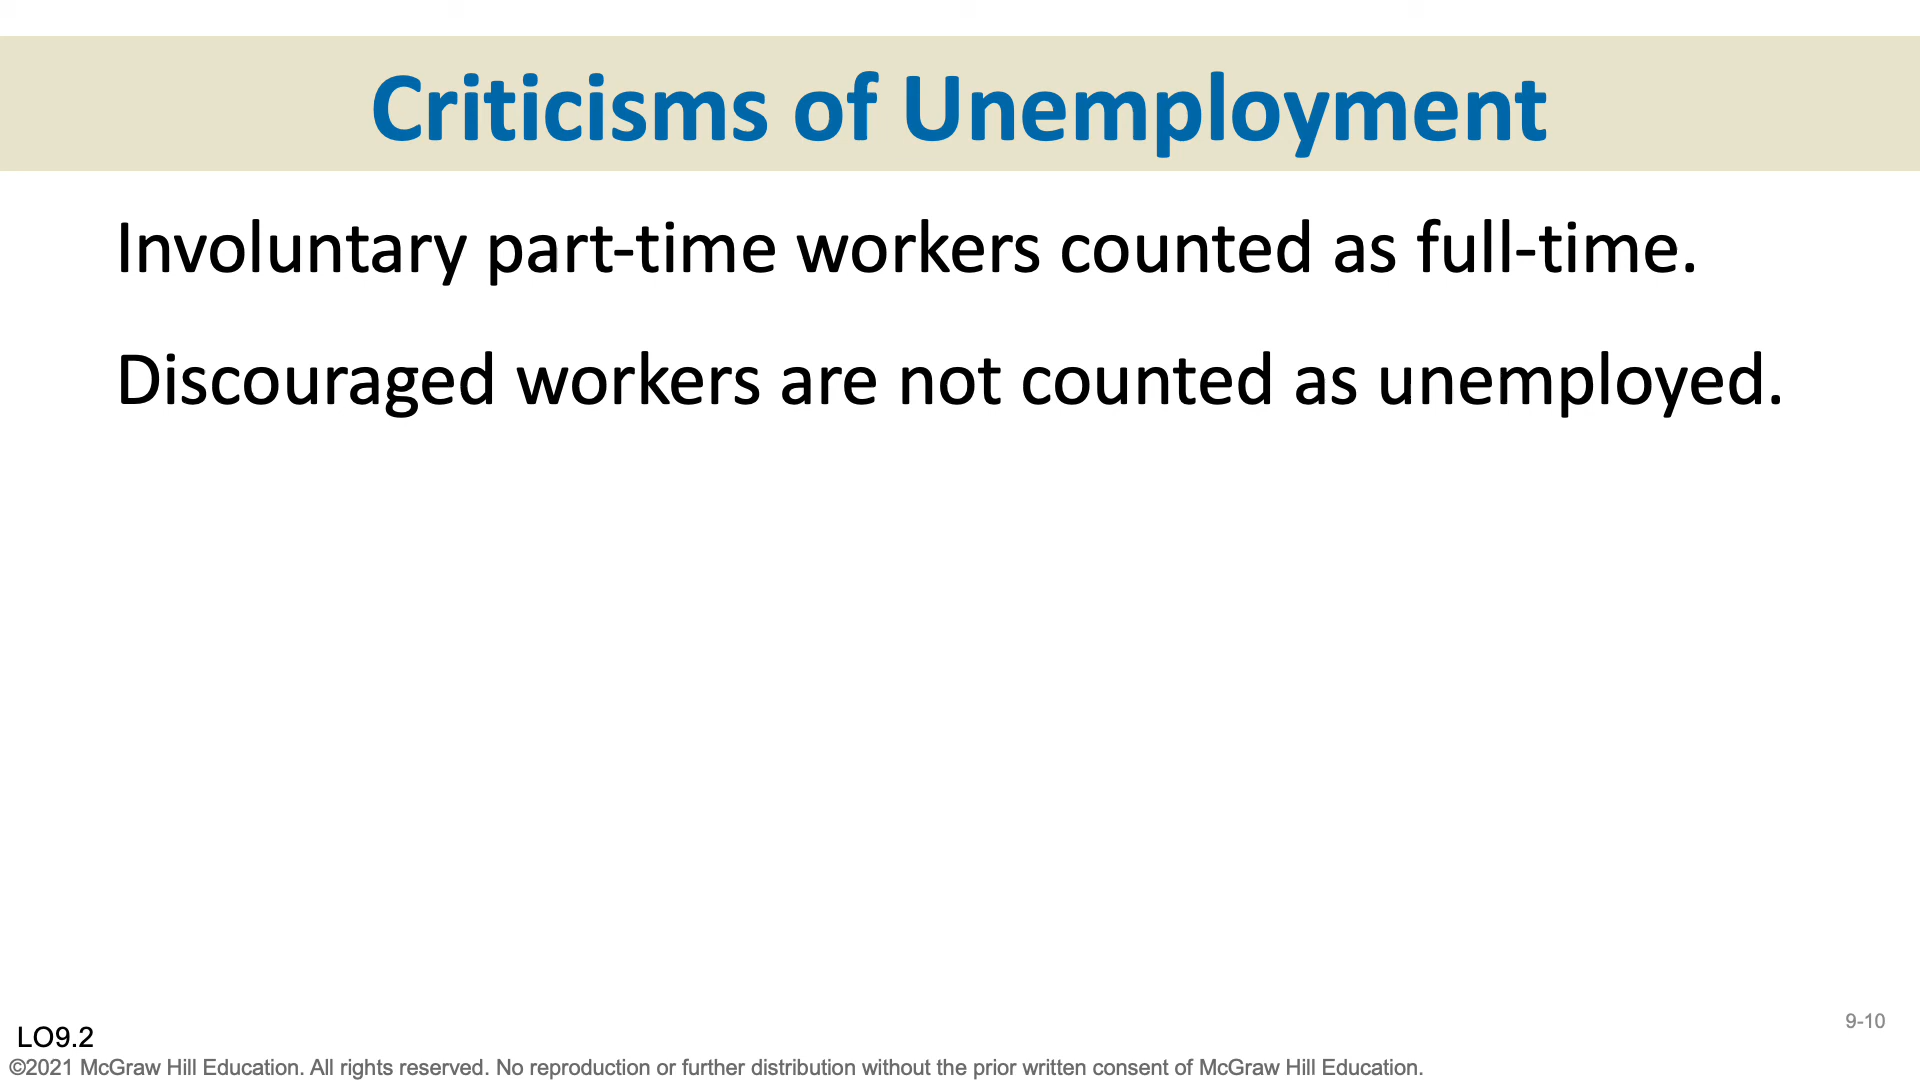 Criticisms of Unemployment
Involuntary part-time workers counted as full-time.
Discouraged workers are not counted as unemployed.
9-10
LO9.2
©2021 McGraw Hill Education. All rights reserved. No reproduction or further distribution without the prior written consent of McGraw Hill Education.